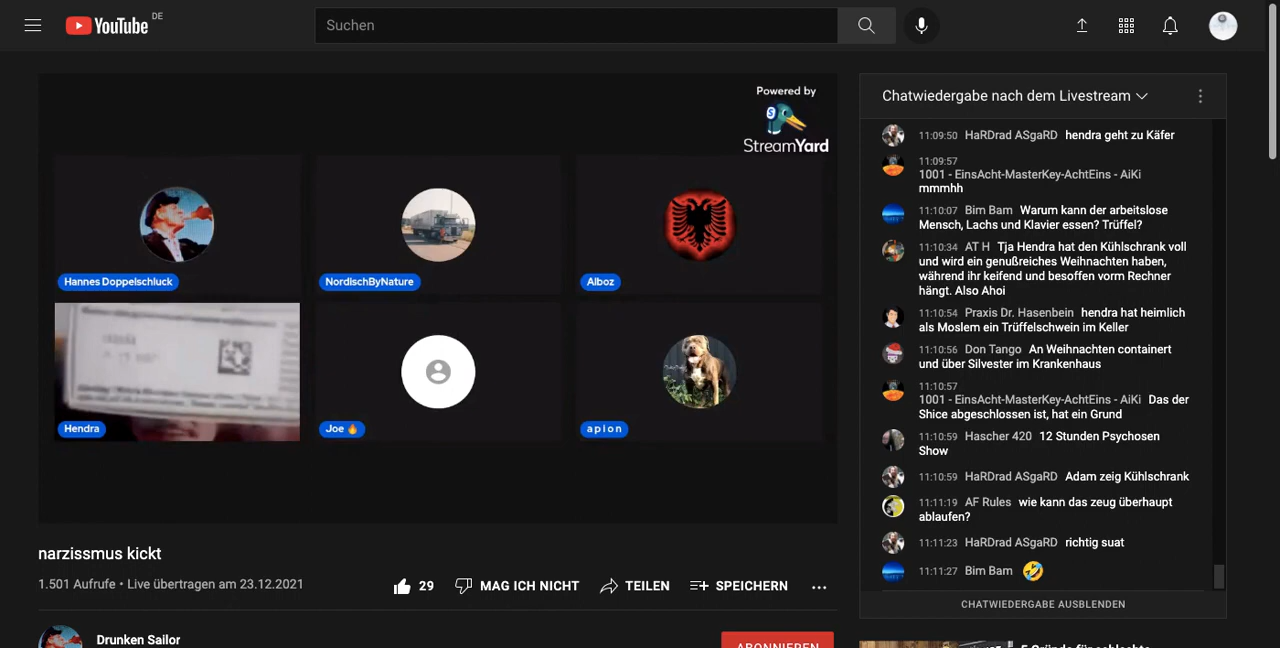 YouTube DE
Suchen
Powered by
StreamYard
Hannes Doppelschluck
NordischByNature
Alboz
Hendra
Joe 🔥
a p i o n
narzissmus kickt
1.501 Aufrufe • Live übertragen am 23.12.2021
29
MAG ICH NICHT
TEILEN
SPEICHERN
Drunken Sailor
ABONNIEREN
Chatwiedergabe nach dem Livestream
11:09:50 HaRDrad ASgaRD hendra geht zu Käfer
11:09:57
1001 - EinsAcht-MasterKey-AchtEins - AiKi
mmmhh
11:10:07 Bim Bam Warum kann der arbeitslose
Mensch, Lachs und Klavier essen? Trüffel?
11:10:34 AT H Tja Hendra hat den Kühlschrank voll
und wird ein genußreiches Weihnachten haben,
während ihr keifend und besoffen vorm Rechner
hängt. Also Ahoi
11:10:54 Praxis Dr. Hasenbein hendra hat heimlich
als Moslem ein Trüffelschwein im Keller
11:10:56 Don Tango An Weihnachten containert
und über Silvester im Krankenhaus
11:10:57
1001 - EinsAcht-MasterKey-AchtEins - AiKi Das der
Shice abgeschlossen ist, hat ein Grund
11:10:59 Hascher 420 12 Stunden Psychosen
Show
11:10:59 HaRDrad ASgaRD Adam zeig Kühlschrank
11:11:19 AF Rules wie kann das zeug überhaupt
ablaufen?
11:11:23 HaRDrad ASgaRD richtig suat
11:11:27 Bim Bam 🤣
CHATWIEDERGABE AUSBLENDEN
5 Gründe für schlechte